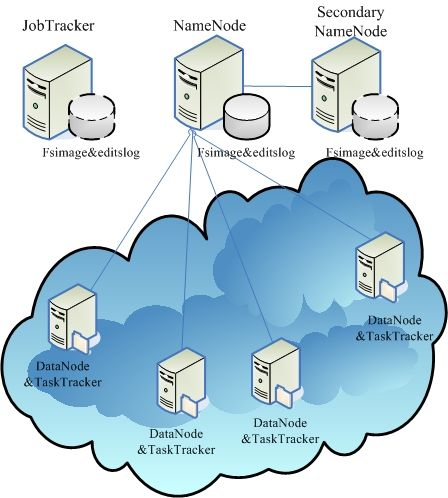 JobTracker
NameNode
Secondary
NameNode
Fsimage&editslog
Fsimage&editslog
Fsimage&editslog
DataNode
&TaskTracker
DataNode
&TaskTracker
DataNode
&TaskTracker
DataNode
&TaskTracker